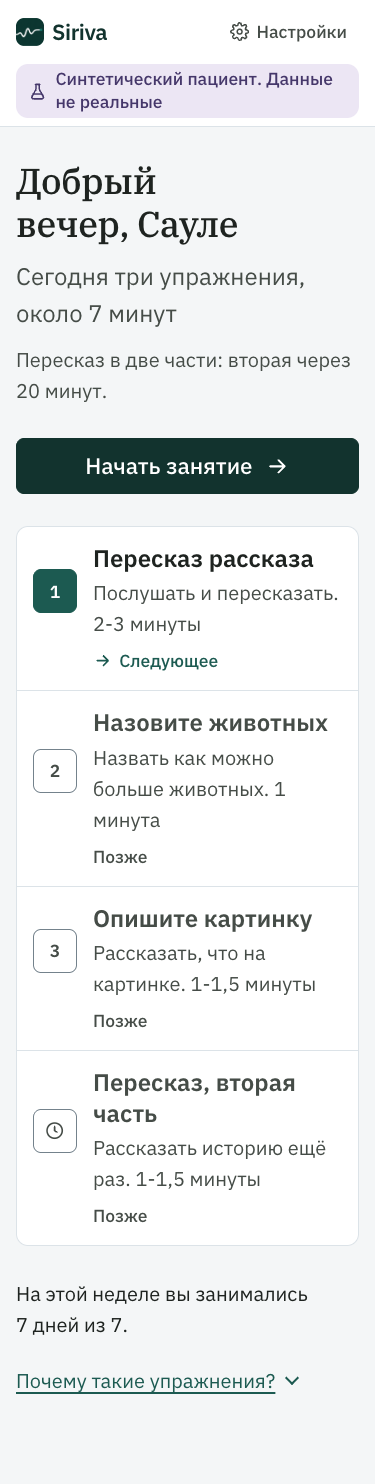 Siriva
Настройки
Синтетический пациент. Данные
не реальные
Добрый
вечер, Сауле
Сегодня три упражнения,
около 7 минут
Пересказ в две части: вторая через
20 минут.
Начать занятие →
1
Пересказ рассказа
Послушать и пересказать.
2-3 минуты
→ Следующее
2
Назовите животных
Назвать как можно
больше животных. 1
минута
Позже
3
Опишите картинку
Рассказать, что на
картинке. 1-1,5 минуты
Позже
Пересказ, вторая
часть
Рассказать историю ещё
раз. 1-1,5 минуты
Позже
На этой неделе вы занимались
7 дней из 7.
Почему такие упражнения?